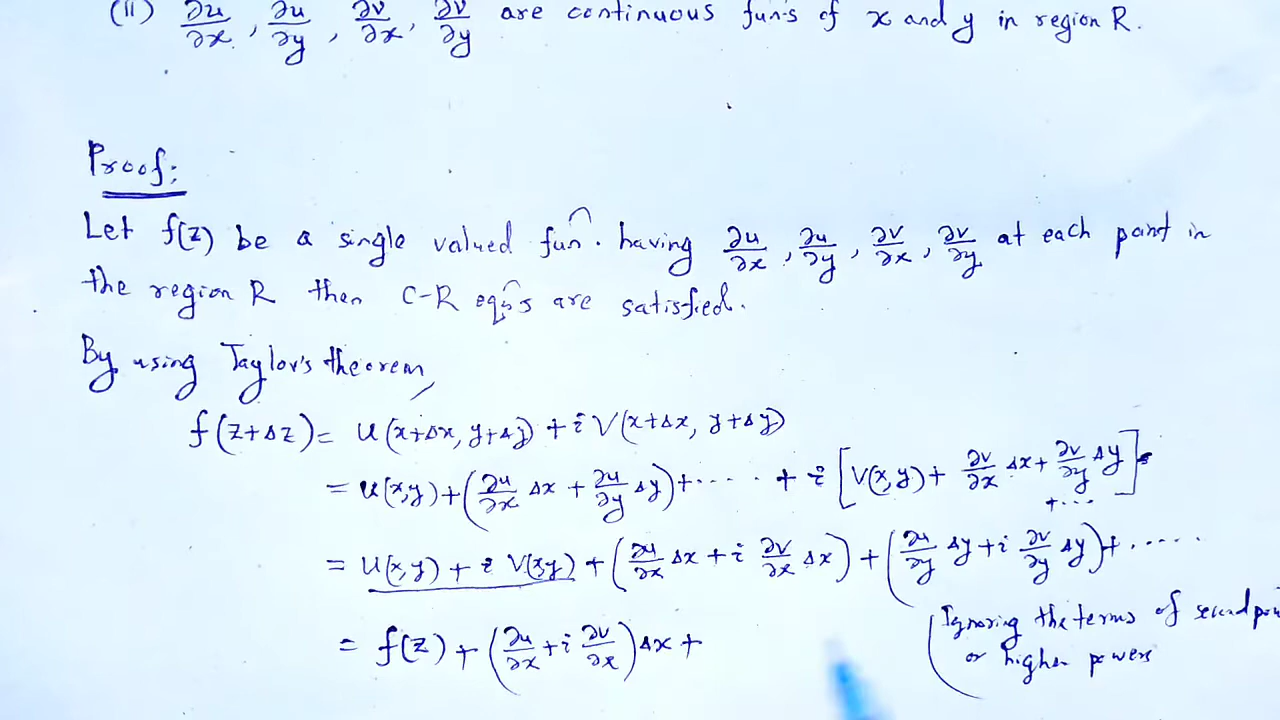 (ii) ∂u/∂x, ∂u/∂y, ∂v/∂x, ∂v/∂y are continuous funs of x and y in region R.
Proof:
Let f(z) be a single valued fun. having ∂u/∂x, ∂u/∂y, ∂v/∂x, ∂v/∂y at each point in
the region R then C-R eqns are satisfied.
By using Taylor's theorem,
f(z+Δz) = u(x+Δx, y+Δy) + i V(x+Δx, y+Δy)
= u(x,y) + (∂u/∂x Δx + ∂u/∂y Δy) + ····· + i [V(x,y) + ∂v/∂x Δx + ∂v/∂y Δy + ···]
= u(x,y) + i V(x,y) + (∂u/∂x Δx + i ∂v/∂x Δx) + (∂u/∂y Δy + i ∂v/∂y Δy) + ·····
= f(z) + (∂u/∂x + i ∂v/∂x) Δx +
(Ignoring the terms of second
or higher powers